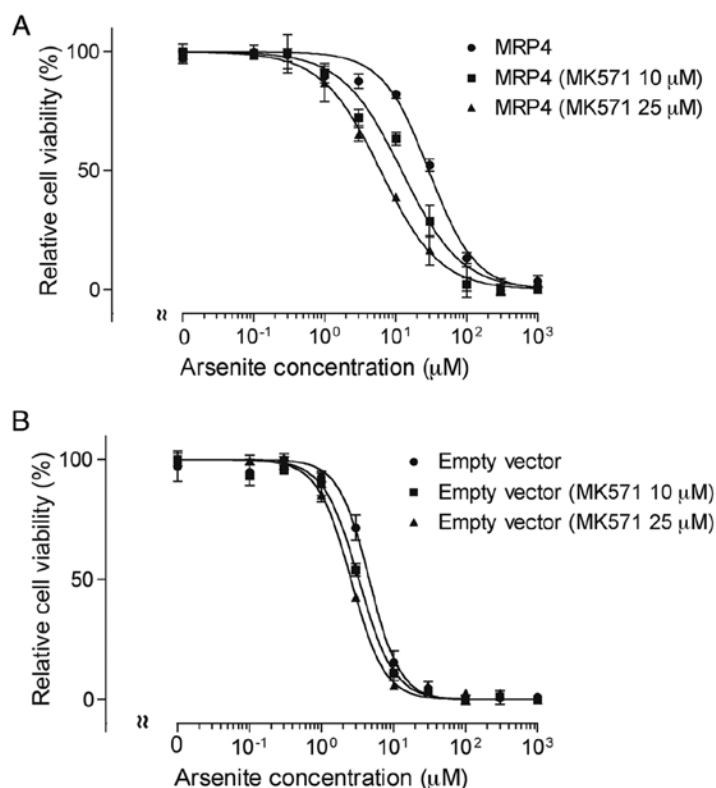 A
Relative cell viability (%)
100
50
0
MRP4
MRP4 (MK571 10 μM)
MRP4 (MK571 25 μM)
≈
0 10⁻¹ 10⁰ 10¹ 10² 10³
Arsenite concentration (μM)
B
Relative cell viability (%)
100
50
0
Empty vector
Empty vector (MK571 10 μM)
Empty vector (MK571 25 μM)
≈
0 10⁻¹ 10⁰ 10¹ 10² 10³
Arsenite concentration (μM)